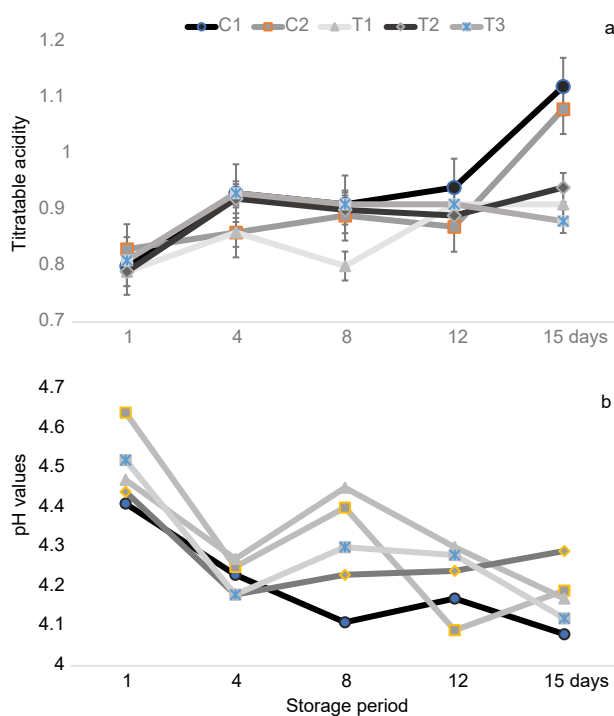 C1 C2 T1 T2 T3
a
1.2
1.1
1
0.9
0.8
0.7
Titratable acidity
1 4 8 12 15 days
b
4.7
4.6
4.5
4.4
4.3
4.2
4.1
4
pH values
1 4 8 12 15 days
Storage period